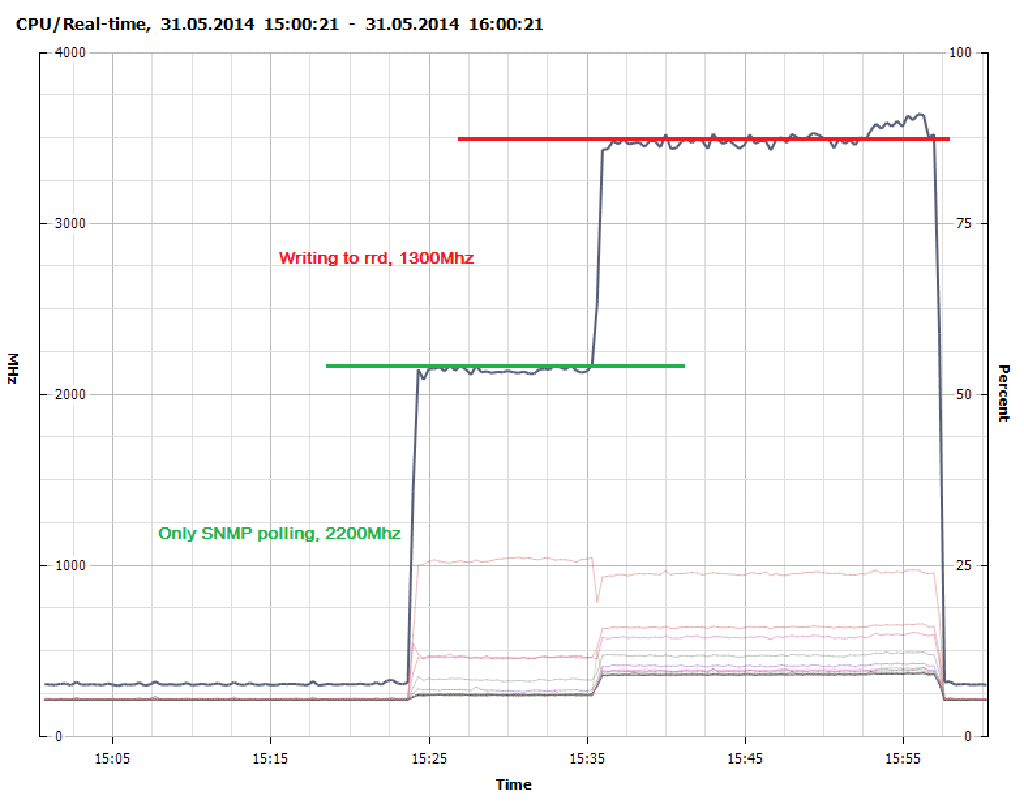 CPU/Real-time, 31.05.2014 15:00:21 - 31.05.2014 16:00:21
4000 100
3000 75
Writing to rrd, 1300Mhz
MHz
Percent
2000 50
Only SNMP polling, 2200Mhz
1000 25
0 0
15:05 15:15 15:25 15:35 15:45 15:55
Time